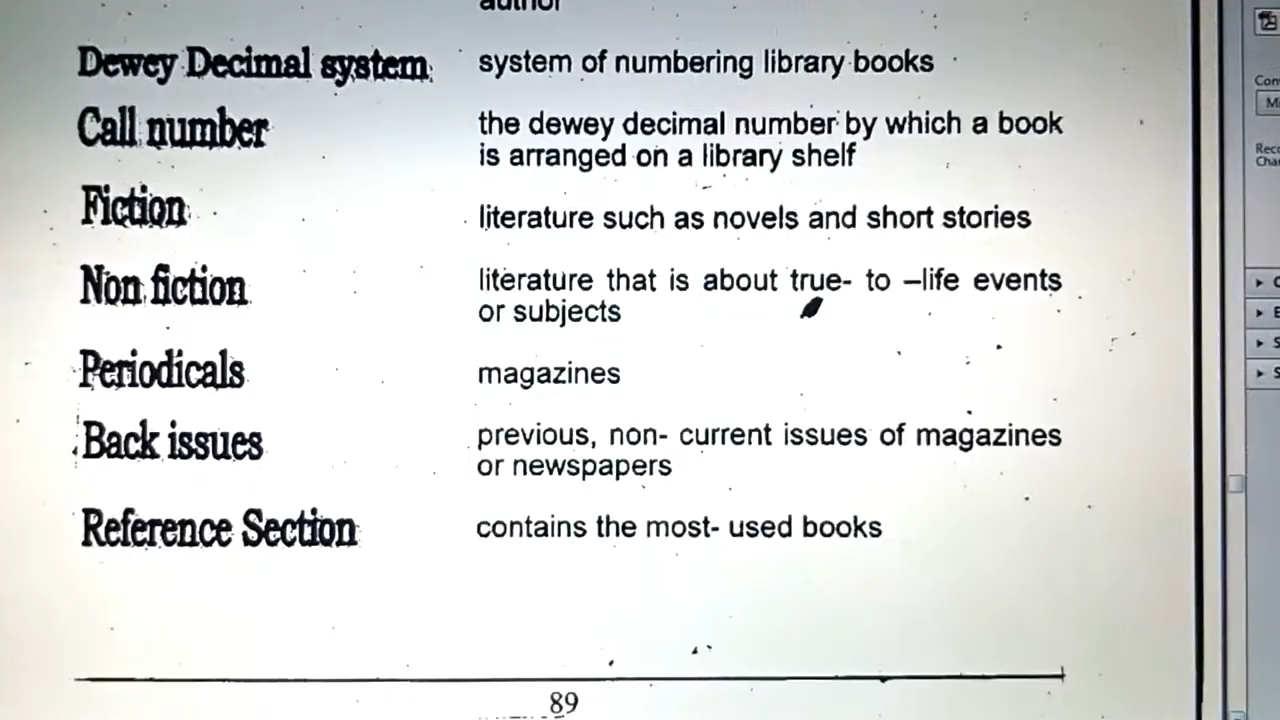 author
Dewey Decimal system system of numbering library books
Call number the dewey decimal number by which a book
is arranged on a library shelf
Fiction literature such as novels and short stories
Non fiction literature that is about true- to –life events
or subjects
Periodicals magazines
Back issues previous, non- current issues of magazines
or newspapers
Reference Section contains the most- used books
89